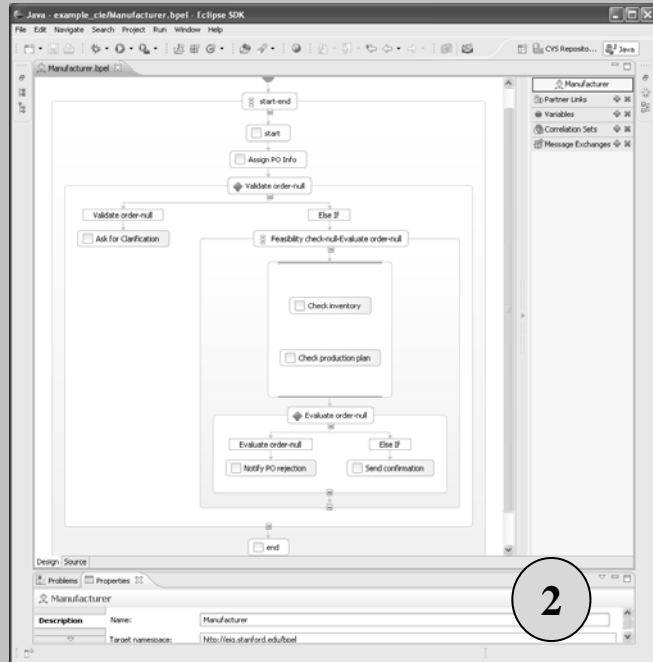 Java - example_cie/Manufacturer.bpel - Eclipse SDK
File Edit Navigate Search Project Run Window Help
CVS Reposito... Java
Manufacturer.bpel
start-end
start
Assign PO Info
Validate order-null
Validate order-null Else If
Ask for Clarification
Feasibility check-null-Evaluate order-null
Check inventory
Check production plan
Evaluate order-null
Evaluate order-null Else If
Notify PO rejection Send confirmation
end
Manufacturer
Partner Links
Variables
Correlation Sets
Message Exchanges
Design Source
Problems Properties
Manufacturer
Description Name: Manufacturer
Target namespace: http://eig.stanford.edu/bpel
2